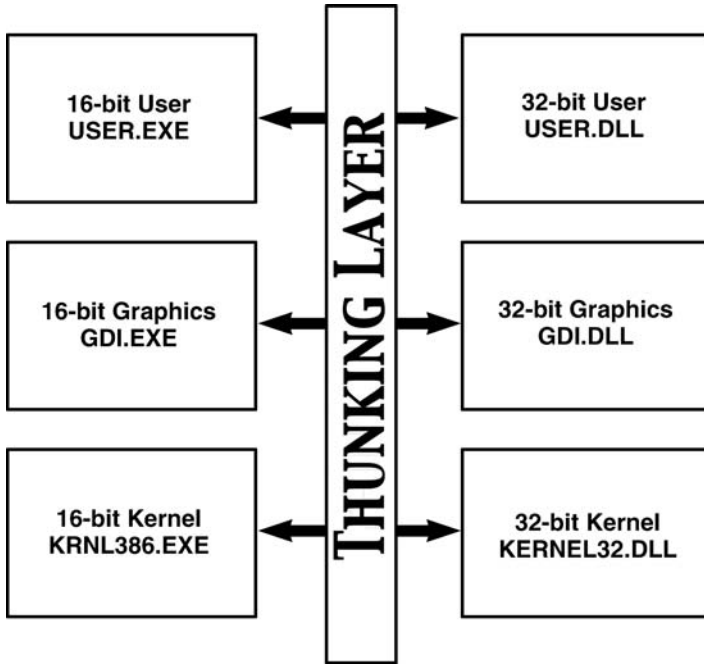 16-bit User
USER.EXE
THUNKING LAYER
32-bit User
USER.DLL
16-bit Graphics
GDI.EXE
32-bit Graphics
GDI.DLL
16-bit Kernel
KRNL386.EXE
32-bit Kernel
KERNEL32.DLL